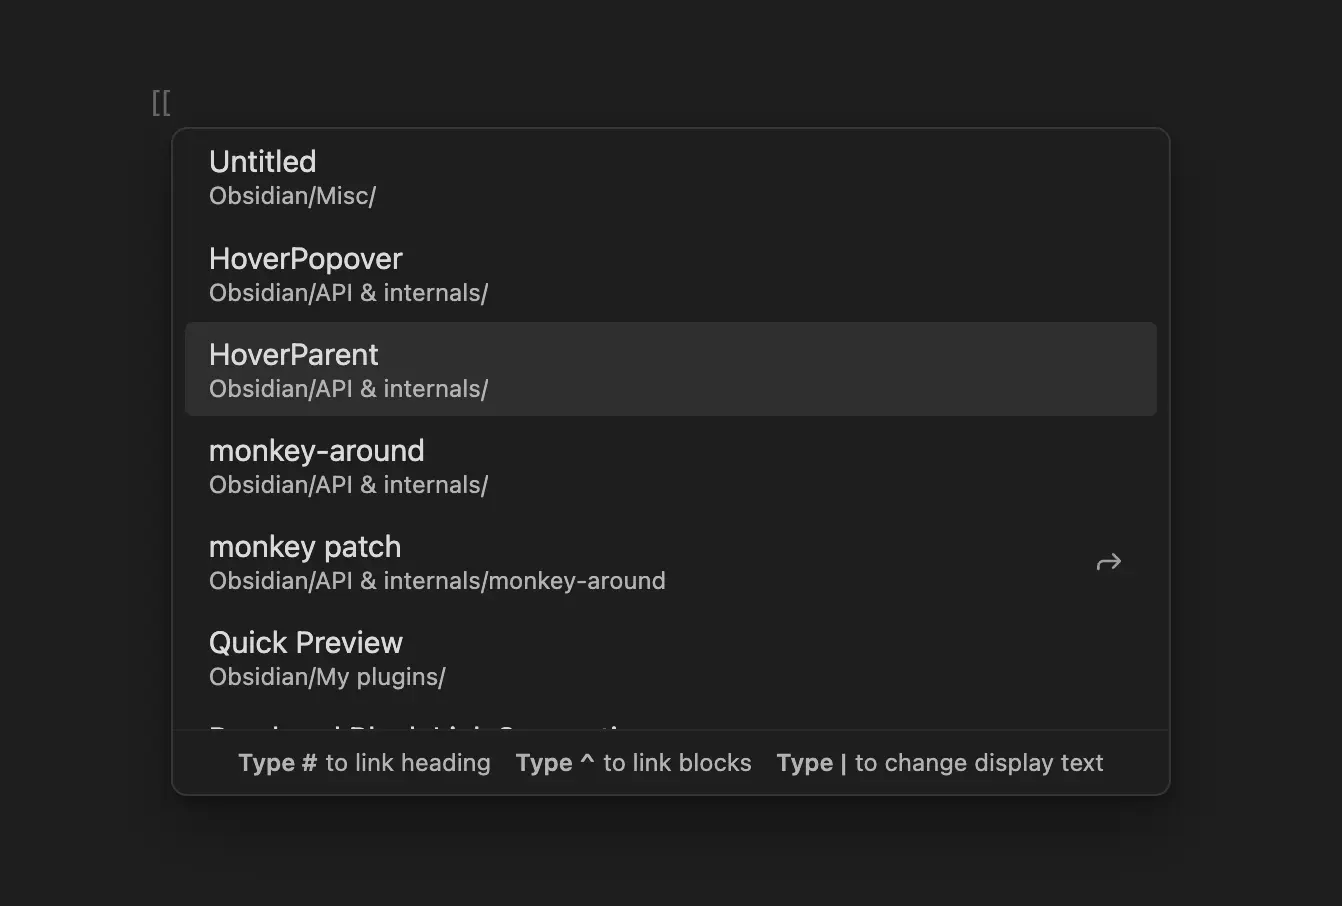 [[
Untitled
Obsidian/Misc/
HoverPopover
Obsidian/API & internals/
HoverParent
Obsidian/API & internals/
monkey-around
Obsidian/API & internals/
monkey patch
Obsidian/API & internals/monkey-around
Quick Preview
Obsidian/My plugins/
Type # to link heading Type ^ to link blocks Type | to change display text